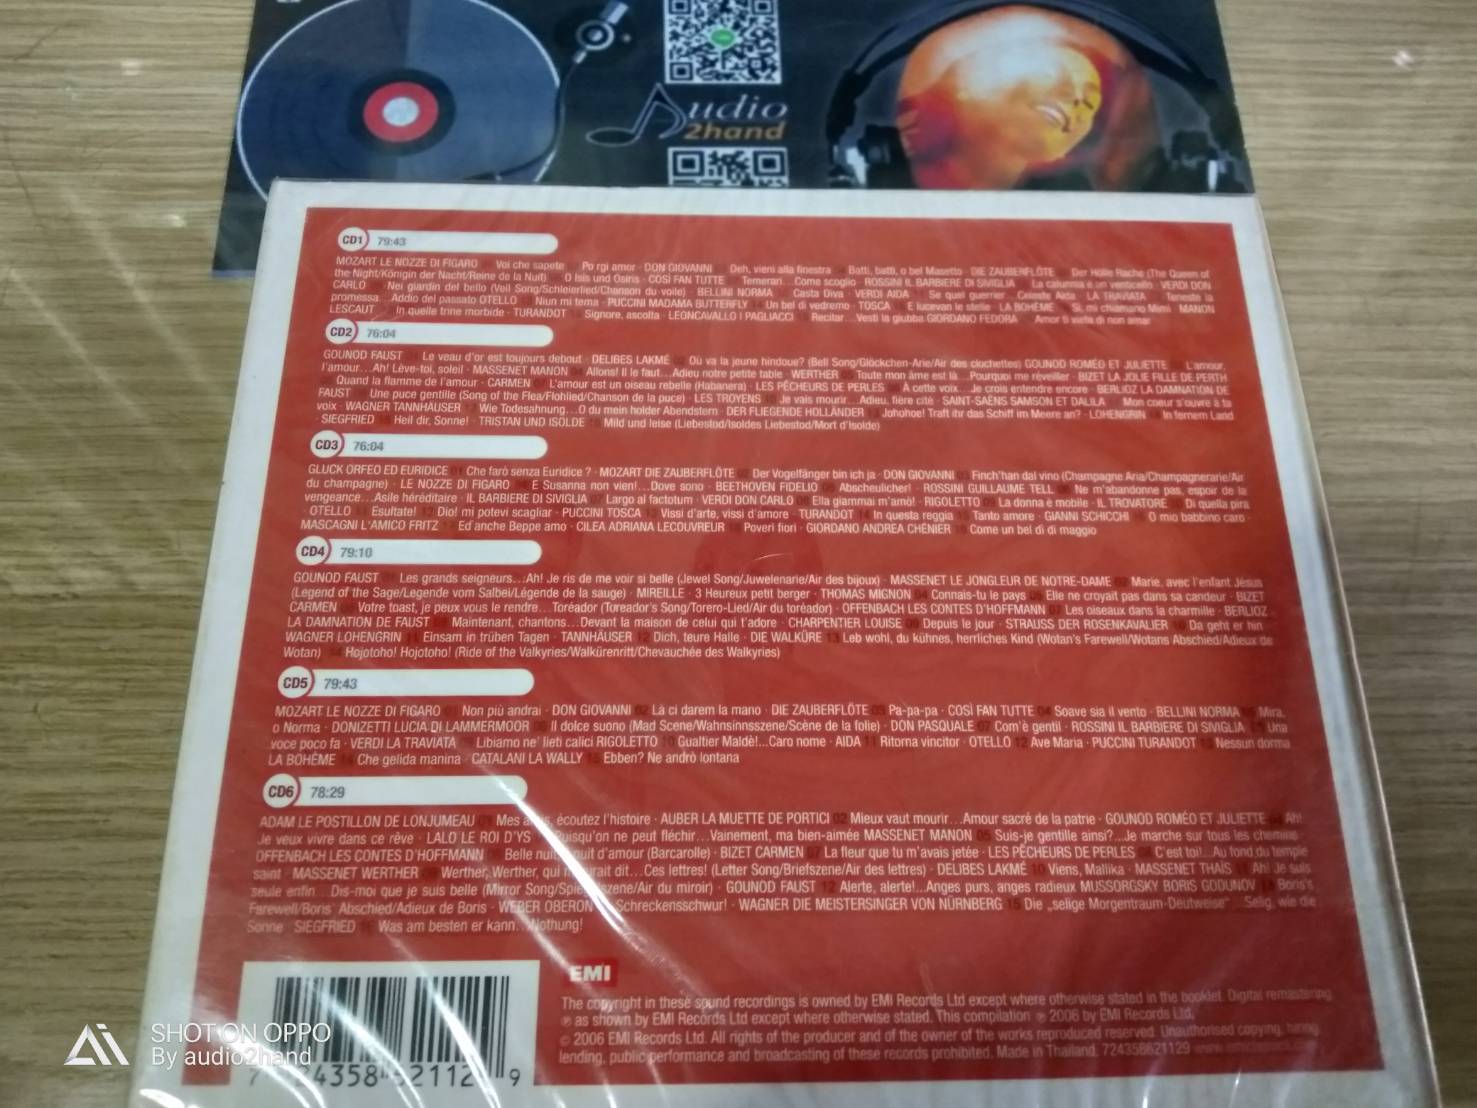 Audio
2hand
CD1 79:43
MOZART LE NOZZE DI FIGARO Voi che sapete Po rgi amor · DON GIOVANNI Deh, vieni alla finestra Batti, batti, o bel Masetto · DIE ZAUBERFLÖTE Der Hölle Rache (The Queen of
the Night/Königin der Nacht/Reine de la Nuit) O Isis und Osiris · COSÌ FAN TUTTE Temerari...Come scoglio · ROSSINI IL BARBIERE DI SIVIGLIA La calunnia è un venticello · VERDI DON
CARLO Nei giardin del bello (Veil Song/Schleierlied/Chanson du voile) · BELLINI NORMA Casta Diva · VERDI AIDA Se quel guerrier...Celeste Aida · LA TRAVIATA Teneste la
promessa...Addio del passato OTELLO Niun mi tema · PUCCINI MADAMA BUTTERFLY Un bel dì vedremo · TOSCA E lucevan le stelle · LA BOHÈME Sì, mi chiamano Mimì MANON
LESCAUT In quelle trine morbide · TURANDOT Signore, ascolta · LEONCAVALLO I PAGLIACCI Recitar...Vesti la giubba GIORDANO FEDORA Amor ti vieta di non amar
CD2 76:04
GOUNOD FAUST Le veau d'or est toujours debout · DELIBES LAKMÉ Où va la jeune hindoue? (Bell Song/Glöckchen-Arie/Air des clochettes) GOUNOD ROMÉO ET JULIETTE L'amour,
l'amour...Ah! Lève-toi, soleil · MASSENET MANON Allons! Il le faut...Adieu notre petite table · WERTHER Toute mon âme est là...Pourquoi me réveiller · BIZET LA JOLIE FILLE DE PERTH
Quand la flamme de l'amour · CARMEN L'amour est un oiseau rebelle (Habanera) · LES PÊCHEURS DE PERLES À cette voix...Je crois entendre encore · BERLIOZ LA DAMNATION DE
FAUST Une puce gentille (Song of the Flea/Flohlied/Chanson de la puce) · LES TROYENS Je vais mourir...Adieu, fière cité · SAINT-SAËNS SAMSON ET DALILA Mon cœur s'ouvre à ta
voix · WAGNER TANNHÄUSER Wie Todesahnung...O du mein holder Abendstern · DER FLIEGENDE HOLLÄNDER Johohoe! Traft ihr das Schiff im Meere an? · LOHENGRIN In fernem Land
SIEGFRIED Heil dir, Sonne! · TRISTAN UND ISOLDE Mild und leise (Liebestod/Isoldes Liebestod/Mort d'Isolde)
CD3 76:04
GLUCK ORFEO ED EURIDICE 01 Che farò senza Euridice ? · MOZART DIE ZAUBERFLÖTE Der Vogelfänger bin ich ja · DON GIOVANNI Finch'han dal vino (Champagne Aria/Champagnerarie/Air
du champagne) · LE NOZZE DI FIGARO E Susanna non vien!...Dove sono · BEETHOVEN FIDELIO Abscheulicher! · ROSSINI GUILLAUME TELL Ne m'abandonne pas, espoir de la
vengeance...Asile héréditaire · IL BARBIERE DI SIVIGLIA Largo al factotum · VERDI DON CARLO Ella giammai m'amò! · RIGOLETTO La donna è mobile · IL TROVATORE Di quella pira
· OTELLO Esultate! 12 Dio! mi potevi scagliar · PUCCINI TOSCA Vissi d'arte, vissi d'amore · TURANDOT In questa reggia Tanto amore · GIANNI SCHICCHI O mio babbino caro ·
MASCAGNI L'AMICO FRITZ Ed'anche Beppe amo · CILEA ADRIANA LECOUVREUR Poveri fiori · GIORDANO ANDREA CHÉNIER Come un bel dì di maggio
CD4 79:10
GOUNOD FAUST Les grands seigneurs...Ah! Je ris de me voir si belle (Jewel Song/Juwelenarie/Air des bijoux) · MASSENET LE JONGLEUR DE NOTRE-DAME Marie, avec l'enfant Jésus
(Legend of the Sage/Legende vom Salbei/Légende de la sauge) · MIREILLE · 3 Heureux petit berger · THOMAS MIGNON 04 Connais-tu le pays Elle ne croyait pas dans sa candeur · BIZET
CARMEN Votre toast, je peux vous le rendre...Toréador (Toreador's Song/Torero-Lied/Air du toréador) · OFFENBACH LES CONTES D'HOFFMANN 07 Les oiseaux dans la charmille · BERLIOZ
LA DAMNATION DE FAUST Maintenant, chantons...Devant la maison de celui qui t'adore · CHARPENTIER LOUISE Depuis le jour · STRAUSS DER ROSENKAVALIER Da geht er hin
WAGNER LOHENGRIN 11 Einsam in trüben Tagen · TANNHÄUSER 12 Dich, teure Halle · DIE WALKÜRE 13 Leb wohl, du kühnes, herrliches Kind (Wotan's Farewell/Wotans Abschied/Adieux de
Wotan) 14 Hojotoho! Hojotoho! (Ride of the Valkyries/Walkürenritt/Chevauchée des Walkyries)
CD5 79:43
MOZART LE NOZZE DI FIGARO Non più andrai · DON GIOVANNI 02 Là ci darem la mano · DIE ZAUBERFLÖTE 03 Pa-pa-pa · COSÌ FAN TUTTE 04 Soave sia il vento · BELLINI NORMA Mira,
o Norma · DONIZETTI LUCIA DI LAMMERMOOR Il dolce suono (Mad Scene/Wahnsinnsszene/Scène de la folie) · DON PASQUALE 07 Com'è gentil · ROSSINI IL BARBIERE DI SIVIGLIA Una
voce poco fa · VERDI LA TRAVIATA Libiamo ne' lieti calici RIGOLETTO 10 Gualtier Maldè!...Caro nome · AIDA 11 Ritorna vincitor · OTELLO 12 Ave Maria · PUCCINI TURANDOT Nessun dorma
LA BOHÈME Che gelida manina · CATALANI LA WALLY 15 Ebben? Ne andrò lontana
CD6 78:29
ADAM LE POSTILLON DE LONJUMEAU Mes amis, écoutez l'histoire · AUBER LA MUETTE DE PORTICI 02 Mieux vaut mourir...Amour sacré de la patrie · GOUNOD ROMÉO ET JULIETTE Ah!
Je veux vivre dans ce rêve · LALO LE ROI D'YS Puisqu'on ne peut fléchir...Vainement, ma bien-aimée MASSENET MANON 05 Suis-je gentille ainsi?...Je marche sur tous les chemins
OFFENBACH LES CONTES D'HOFFMANN Belle nuit, nuit d'amour (Barcarolle) · BIZET CARMEN 07 La fleur que tu m'avais jetée · LES PÊCHEURS DE PERLES C'est toi!...Au fond du temple
saint · MASSENET WERTHER Werther, Werther, qui m'aurait dit...Ces lettres! (Letter Song/Briefszene/Air des lettres) · DELIBES LAKMÉ 10 Viens, Mallika · MASSENET THAÏS Ah! Je suis
seule enfin...Dis-moi que je suis belle (Mirror Song/Spiegelszene/Air du miroir) · GOUNOD FAUST 12 Alerte, alerte!...Anges purs, anges radieux MUSSORGSKY BORIS GODUNOV 13 Boris's
Farewell/Boris' Abschied/Adieux de Boris · WEBER OBERON Schreckensschwur! · WAGNER DIE MEISTERSINGER VON NÜRNBERG 15 Die „selige Morgentraum-Deutweise"...Selig, wie die
Sonne SIEGFRIED Was am besten er kann...Nothung!
EMI
The copyright in these sound recordings is owned by EMI Records Ltd except where otherwise stated in the booklet. Digital remastering
℗ as shown by EMI Records Ltd except where otherwise stated. This compilation ℗ 2006 by EMI Records Ltd.
© 2006 EMI Records Ltd. All rights of the producer and of the owner of the works reproduced reserved. Unauthorised copying, hiring,
lending, public performance and broadcasting of these records prohibited. Made in Thailand. 724358621129
7 24358 62112 9
SHOT ON OPPO
By audio2hand